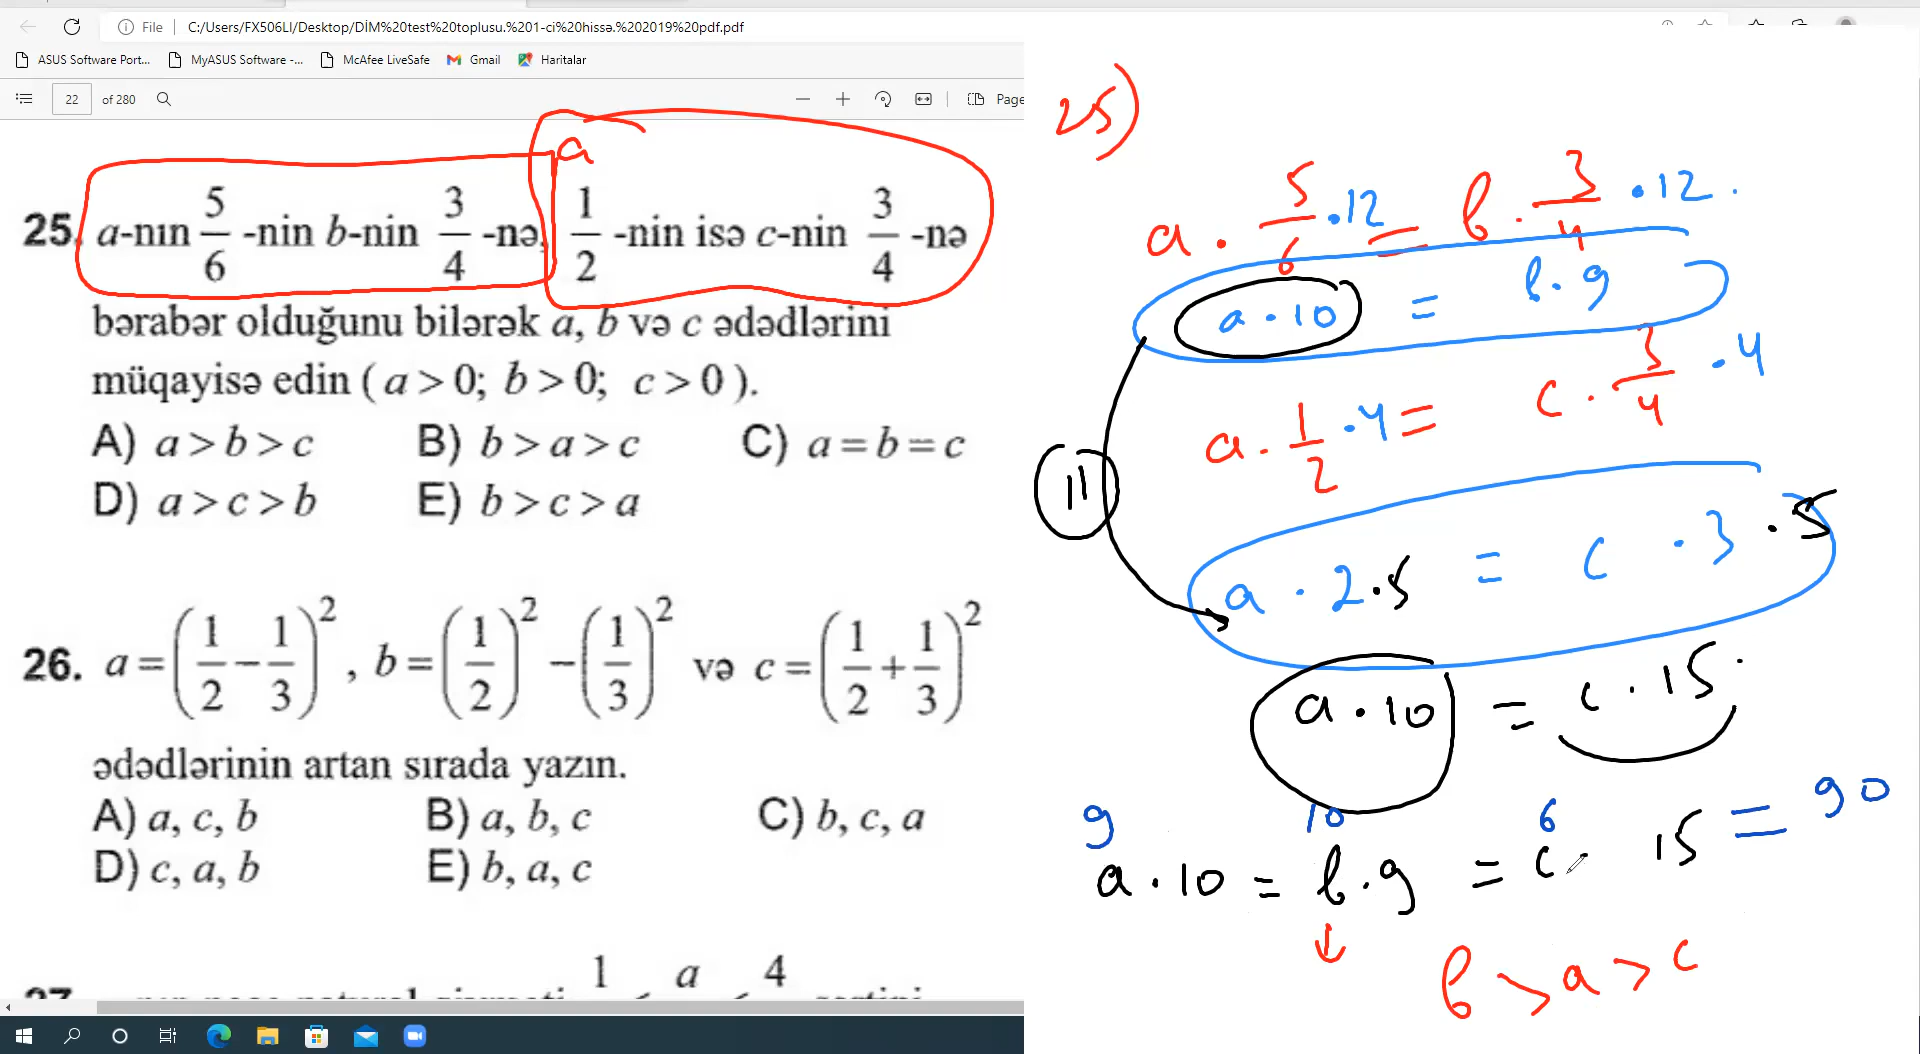 File C:/Users/FX506LI/Desktop/DİM%20test%20toplusu.%201-ci%20hissə.%202019%20pdf.pdf
ASUS Software Port... MyASUS Software -... McAfee LiveSafe Gmail Haritalar
22 of 280 Page
a
25. a-nın 5/6 -nin b-nin 3/4 -nə, 1/2 -nin isə c-nin 3/4 -nə
bərabər olduğunu bilərək a, b və c ədədlərini
müqayisə edin ( a > 0; b > 0; c > 0 ).
A) a > b > c B) b > a > c C) a = b = c
D) a > c > b E) b > c > a
26. a = (1/2 − 1/3)², b = (1/2)² − (1/3)² və c = (1/2 + 1/3)²
ədədlərinin artan sırada yazın.
A) a, c, b B) a, b, c C) b, c, a
D) c, a, b E) b, a, c
1 a 4
25)
a · 5/6 · 12 = b · 3/4 · 12
a · 10 = b · 9
a · 1/2 · 4 = c · 3/4 · 4
a · 2 · 5 = c · 3 · 5
a · 10 = c · 15
9 10 6
a · 10 = b · 9 = c · 15 = 90
b > a > c